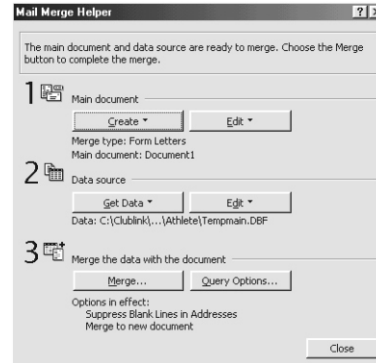 Mail Merge Helper
The main document and data source are ready to merge. Choose the Merge
button to complete the merge.
1
Main document
Create
Edit
Merge type: Form Letters
Main document: Document1
2
Data source
Get Data
Edit
Data: C:\Clublink\...\Athlete\Tempmain.DBF
3
Merge the data with the document
Merge...
Query Options...
Options in effect:
Suppress Blank Lines in Addresses
Merge to new document
Close